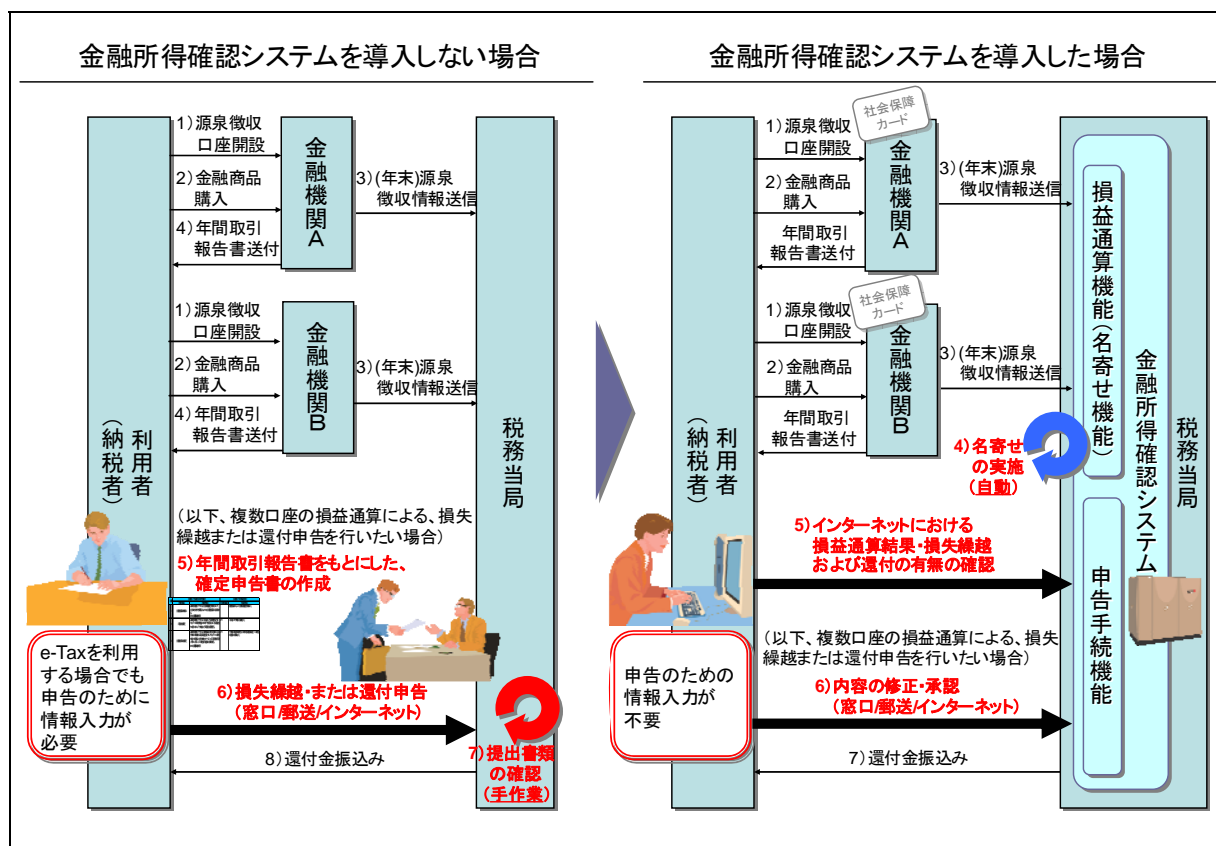 金融所得確認システムを導入しない場合
1)源泉徴収
口座開設
2)金融商品
購入
4)年間取引
報告書送付
金融機関A
3)(年末)源泉
徴収情報送信
1)源泉徴収
口座開設
2)金融商品
購入
4)年間取引
報告書送付
金融機関B
3)(年末)源泉
徴収情報送信
利用者
(納税者)
税務当局
(以下、複数口座の損益通算による、損失
繰越または還付申告を行いたい場合)
5)年間取引報告書をもとにした、
確定申告書の作成
e-Taxを利用
する場合でも
申告のために
情報入力が
必要
6)損失繰越・または還付申告
(窓口/郵送/インターネット)
7)提出書類
の確認
(手作業)
8)還付金振込み
金融所得確認システムを導入した場合
社会保障
カード
1)源泉徴収
口座開設
2)金融商品
購入
年間取引
報告書送付
金融機関A
3)(年末)源泉
徴収情報送信
社会保障
カード
1)源泉徴収
口座開設
2)金融商品
購入
年間取引
報告書送付
金融機関B
3)(年末)源泉
徴収情報送信
利用者
(納税者)
損益通算機能(名寄せ機能)
金融所得確認システム
税務当局
申告手続機能
4)名寄せ
の実施
(自動)
5)インターネットにおける
損益通算結果・損失繰越
および還付の有無の確認
申告のための
情報入力が
不要
(以下、複数口座の損益通算による、損失
繰越または還付申告を行いたい場合)
6)内容の修正・承認
(窓口/郵送/インターネット)
7)還付金振込み